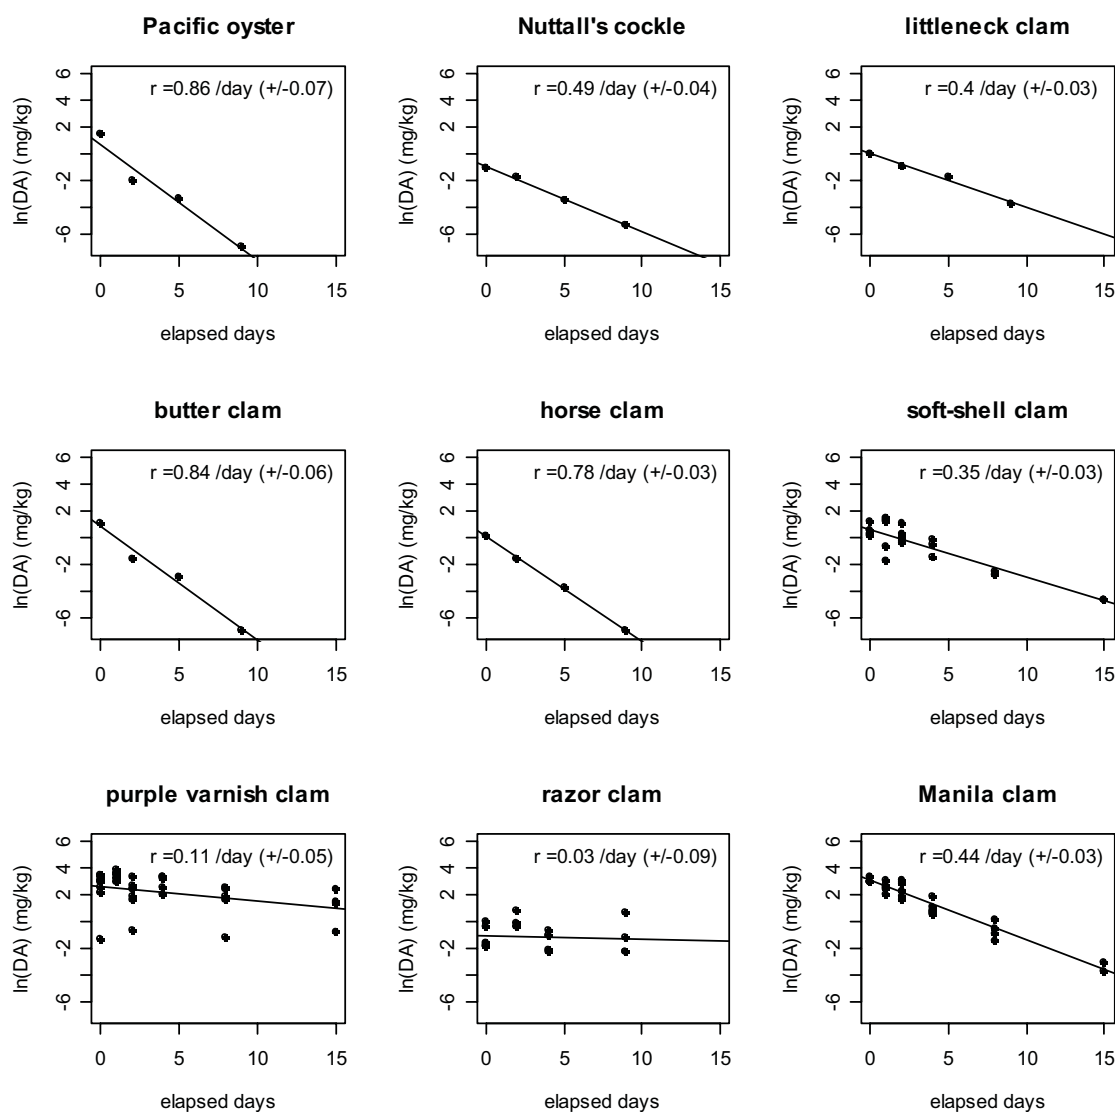 Pacific oyster
r =0.86 /day (+/-0.07)
ln(DA) (mg/kg)
6
4
2
-2
-6
0 5 10 15
elapsed days
Nuttall's cockle
r =0.49 /day (+/-0.04)
ln(DA) (mg/kg)
6
4
2
-2
-6
0 5 10 15
elapsed days
littleneck clam
r =0.4 /day (+/-0.03)
ln(DA) (mg/kg)
6
4
2
-2
-6
0 5 10 15
elapsed days
butter clam
r =0.84 /day (+/-0.06)
ln(DA) (mg/kg)
6
4
2
-2
-6
0 5 10 15
elapsed days
horse clam
r =0.78 /day (+/-0.03)
ln(DA) (mg/kg)
6
4
2
-2
-6
0 5 10 15
elapsed days
soft-shell clam
r =0.35 /day (+/-0.03)
ln(DA) (mg/kg)
6
4
2
-2
-6
0 5 10 15
elapsed days
purple varnish clam
r =0.11 /day (+/-0.05)
ln(DA) (mg/kg)
6
4
2
-2
-6
0 5 10 15
elapsed days
razor clam
r =0.03 /day (+/-0.09)
ln(DA) (mg/kg)
6
4
2
-2
-6
0 5 10 15
elapsed days
Manila clam
r =0.44 /day (+/-0.03)
ln(DA) (mg/kg)
6
4
2
-2
-6
0 5 10 15
elapsed days